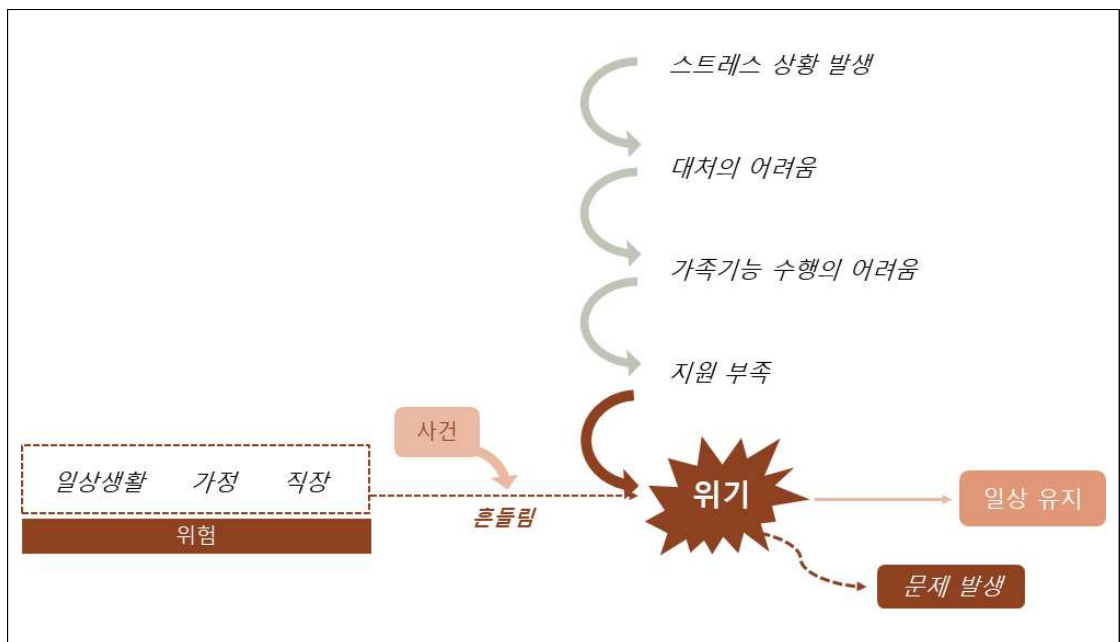 스트레스 상황 발생
대처의 어려움
가족기능 수행의 어려움
지원 부족
사건
일상생활 가정 직장
위험
흔들림
위기
일상 유지
문제 발생